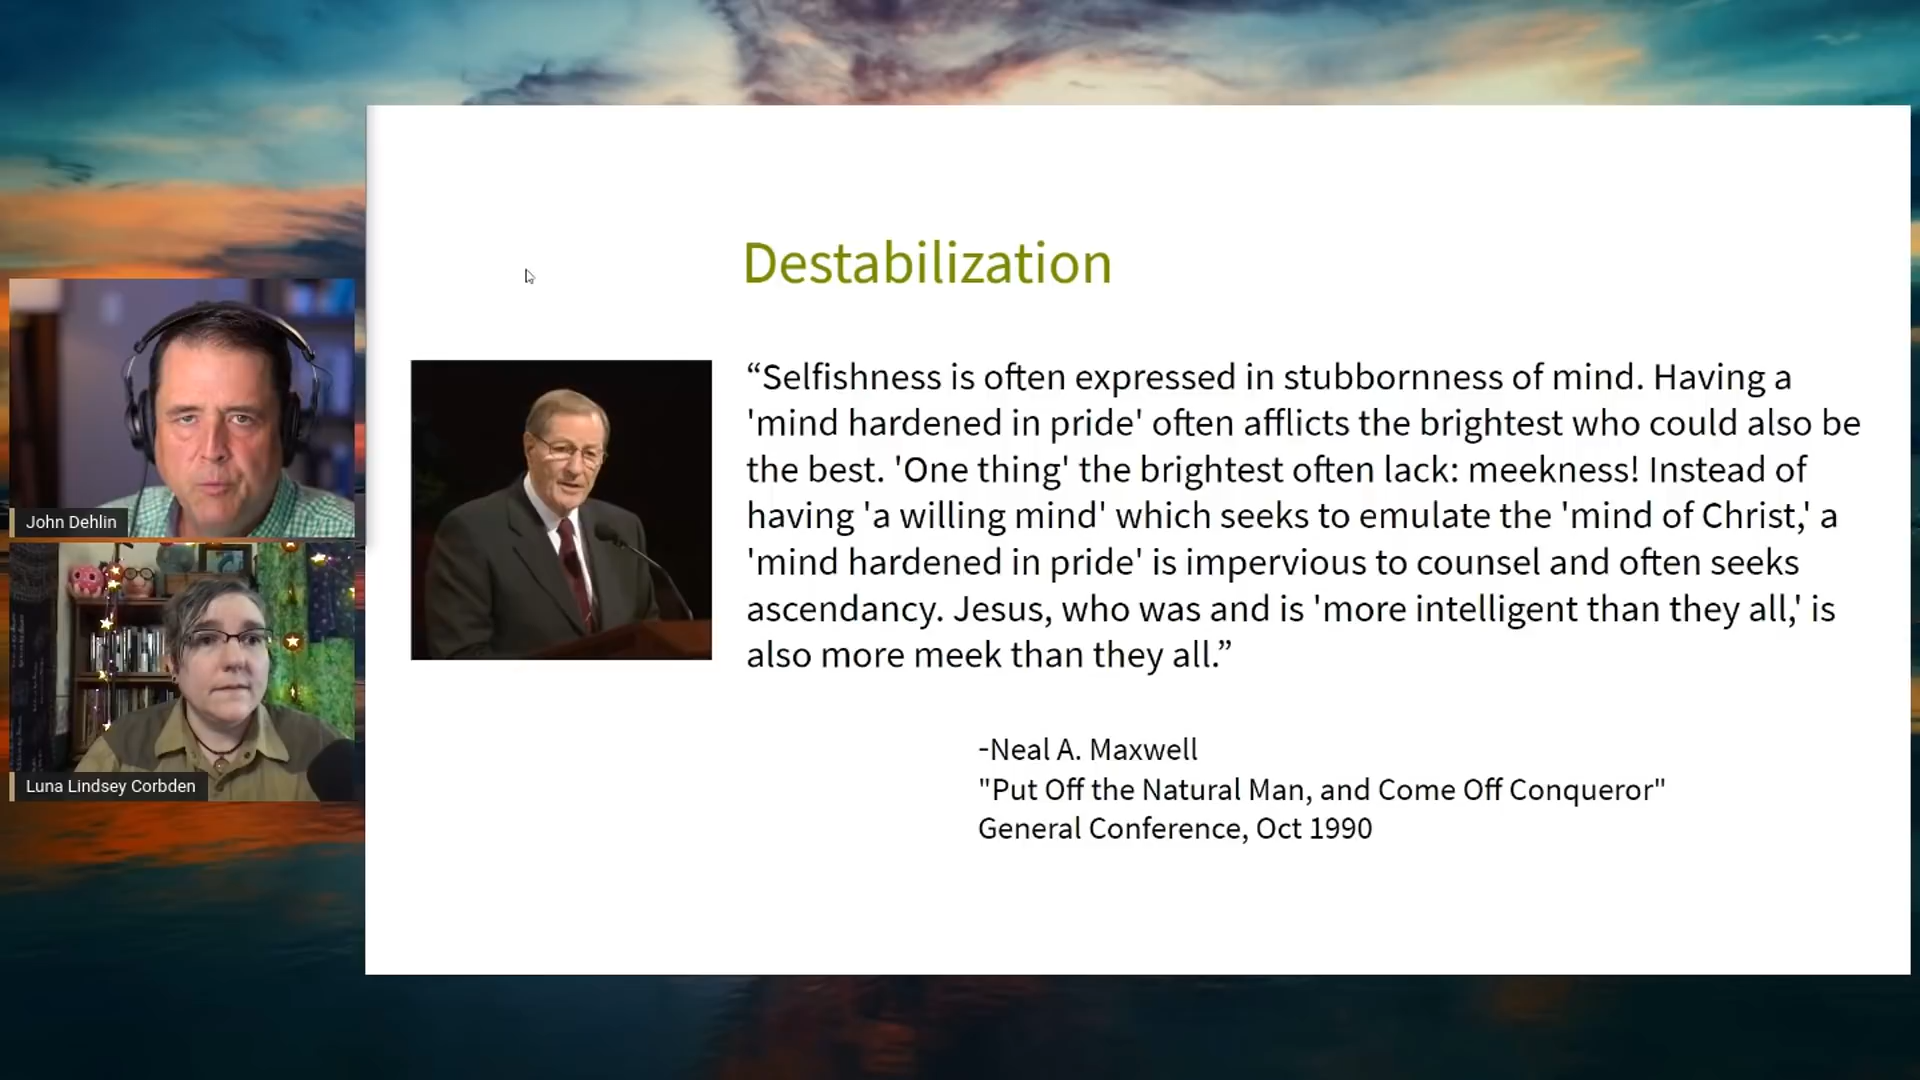 Destabilization
“Selfishness is often expressed in stubbornness of mind. Having a
'mind hardened in pride' often afflicts the brightest who could also be
the best. 'One thing' the brightest often lack: meekness! Instead of
having 'a willing mind' which seeks to emulate the 'mind of Christ,' a
'mind hardened in pride' is impervious to counsel and often seeks
ascendancy. Jesus, who was and is 'more intelligent than they all,' is
also more meek than they all.”
-Neal A. Maxwell
"Put Off the Natural Man, and Come Off Conqueror"
General Conference, Oct 1990
John Dehlin
Luna Lindsey Corbden